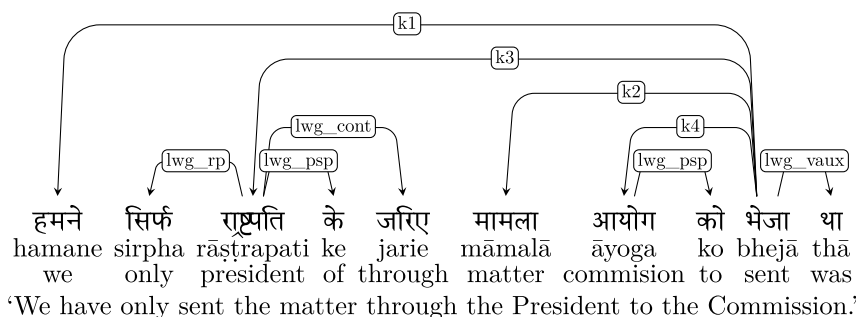 k1
k3
k2
lwg_cont k4
lwg_rp lwg_psp lwg_psp lwg_vaux
हमने सिर्फ राष्ट्रपति के जरिए मामला आयोग को भेजा था
hamane sirpha rāṣṭrapati ke jarie māmalā āyoga ko bhejā thā
we only president of through matter commision to sent was
‘We have only sent the matter through the President to the Commission.’